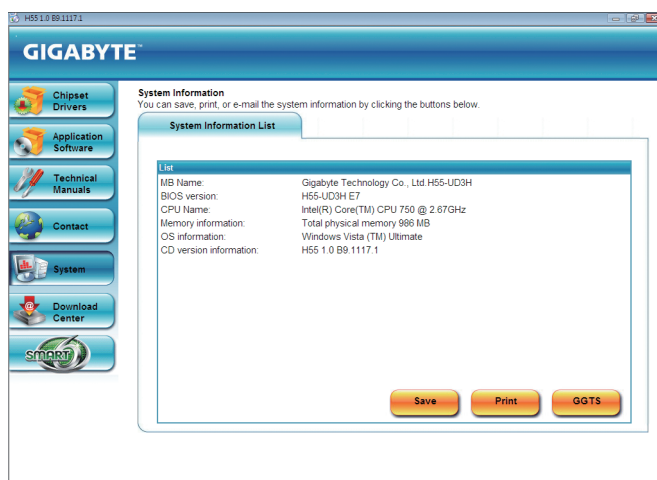 H55 1.0 B9.1117.1
GIGABYTE™
Chipset
Drivers
Application
Software
Technical
Manuals
Contact
System
Download
Center
SMART 6
System Information
You can save, print, or e-mail the system information by clicking the buttons below.
System Information List
List
MB Name: Gigabyte Technology Co., Ltd.H55-UD3H
BIOS version: H55-UD3H E7
CPU Name: Intel(R) Core(TM) CPU 750 @ 2.67GHz
Memory information: Total physical memory 986 MB
OS information: Windows Vista (TM) Ultimate
CD version information: H55 1.0 B9.1117.1
Save Print GGTS